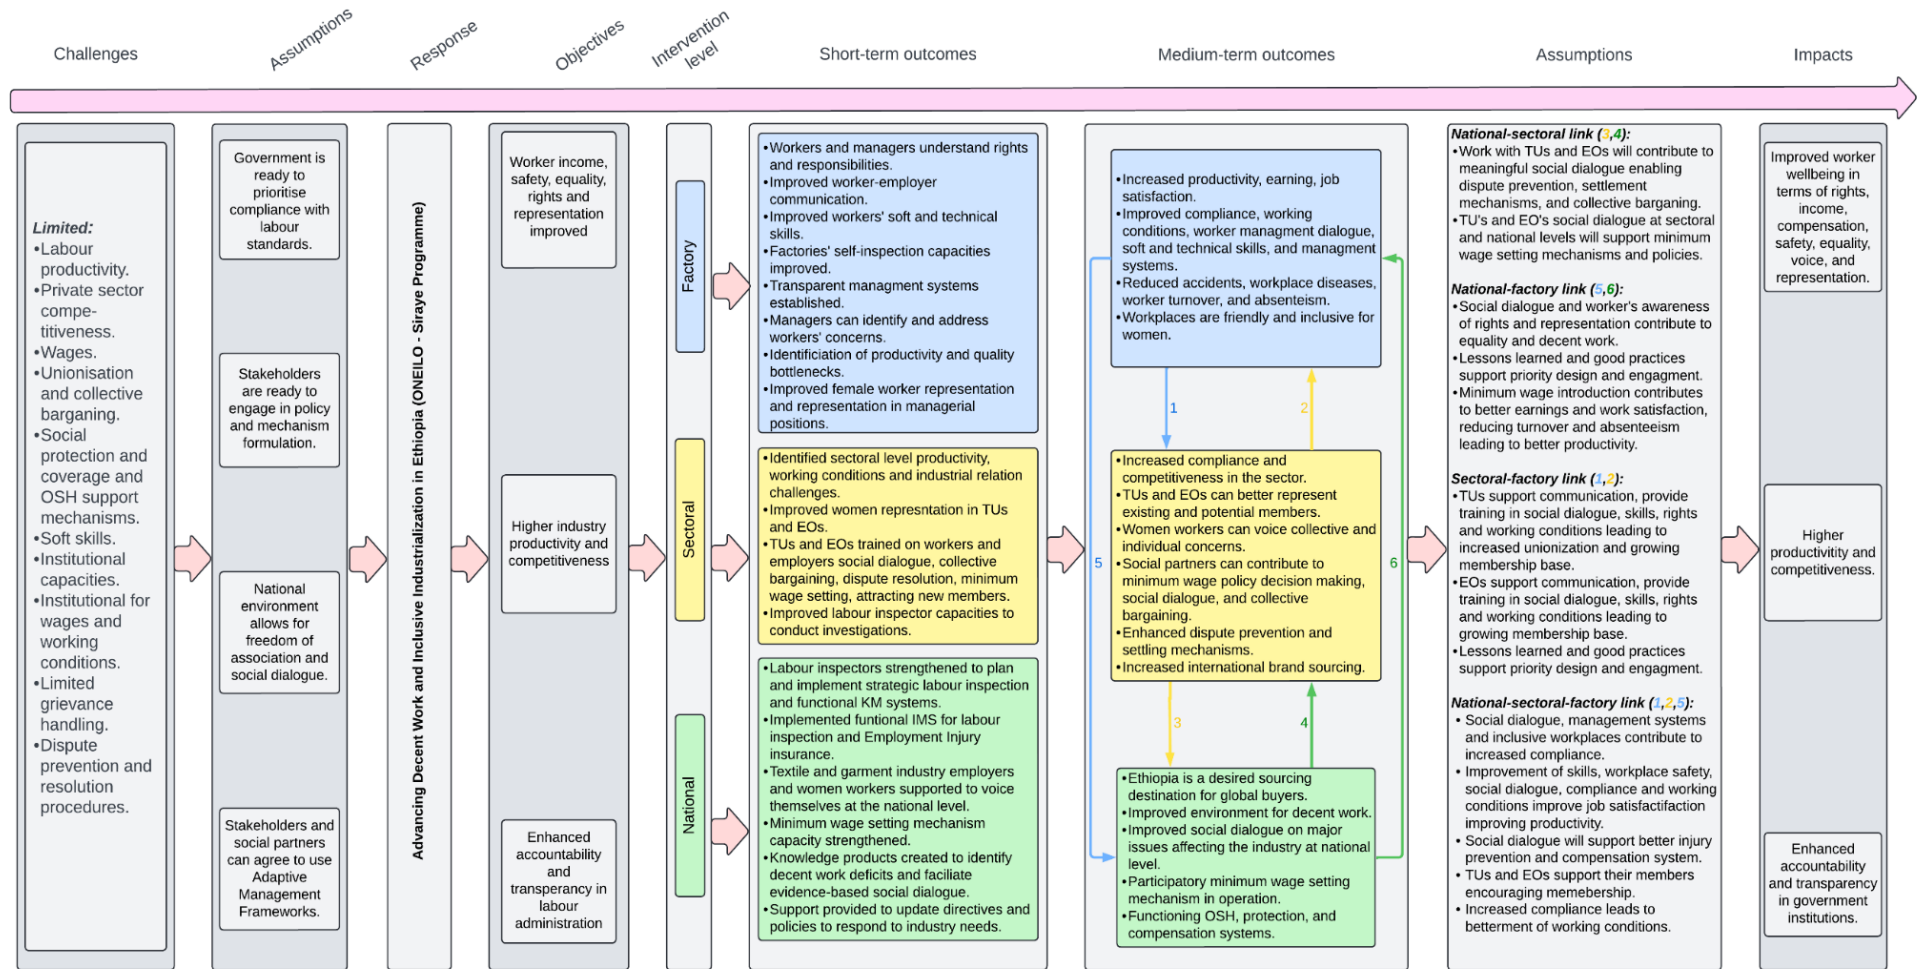 Challenges
Assumptions
Response
Objectives
Intervention
level
Short-term outcomes
Medium-term outcomes
Assumptions
Impacts
Limited:
•Labour
productivity.
•Private sector
compe-
titiveness.
•Wages.
•Unionisation
and collective
barganing.
•Social
protection and
coverage and
OSH support
mechanisms.
•Soft skills.
•Institutional
capacities.
•Institutional for
wages and
working
conditions.
•Limited
grievance
handling.
•Dispute
prevention and
resolution
procedures.
Government is
ready to
prioritise
compliance with
labour
standards.
Stakeholders
are ready to
engage in policy
and mechanism
formulation.
National
environment
allows for
freedom of
association and
social dialogue.
Stakeholders and
social partners
can agree to use
Adaptive
Management
Frameworks.
Advancing Decent Work and Inclusive Industrialization in Ethiopia (ONEILO - Siraye Programme)
Worker income,
safety, equality,
rights and
representation
improved
Higher industry
productivity and
competitiveness
Enhanced
accountability
and
transperancy in
labour
administration
Factory
Sectoral
National
•Workers and managers understand rights
and responsibilities.
•Improved worker-employer
communication.
•Improved workers' soft and technical
skills.
•Factories' self-inspection capacities
improved.
•Transparent managment systems
established.
•Managers can identify and address
workers' concerns.
•Identificiation of productivity and quality
bottlenecks.
•Improved female worker representation
and representation in managerial
positions.
•Identified sectoral level productivity,
working conditions and industrial relation
challenges.
•Improved women represntation in TUs
and EOs.
•TUs and EOs trained on workers and
employers social dialogue, collective
bargaining, dispute resolution, minimum
wage setting, attracting new members.
•Improved labour inspector capacities to
conduct investigations.
•Labour inspectors strengthened to plan
and implement strategic labour inspection
and functional KM systems.
•Implemented funtional IMS for labour
inspection and Employment Injury
insurance.
•Textile and garment industry employers
and women workers supported to voice
themselves at the national level.
•Minimum wage setting mechanism
capacity strengthened.
•Knowledge products created to identify
decent work deficits and faciliate
evidence-based social dialogue.
•Support provided to update directives and
policies to respond to industry needs.
•Increased productivity, earning, job
satisfaction.
•Improved compliance, working
conditions, worker managment dialogue,
soft and technical skills, and managment
systems.
•Reduced accidents, workplace diseases,
worker turnover, and absenteism.
•Workplaces are friendly and inclusive for
women.
1
2
•Increased compliance and
competitiveness in the sector.
•TUs and EOs can better represent
existing and potential members.
•Women workers can voice collective and
individual concerns.
•Social partners can contribute to
minimum wage policy decision making,
social dialogue, and collective
bargaining.
•Enhanced dispute prevention and
settling mechanisms.
•Increased international brand sourcing.
5
6
3
4
•Ethiopia is a desired sourcing
destination for global buyers.
•Improved environment for decent work.
•Improved social dialogue on major
issues affecting the industry at national
level.
•Participatory minimum wage setting
mechanism in operation.
•Functioning OSH, protection, and
compensation systems.
National-sectoral link (3,4):
•Work with TUs and EOs will contribute to
meaningful social dialogue enabling
dispute prevention, settlement
mechanisms, and collective barganing.
•TU's and EO's social dialogue at sectoral
and national levels will support minimum
wage setting mechanisms and policies.
National-factory link (5,6):
•Social dialogue and worker's awareness
of rights and representation contribute to
equality and decent work.
•Lessons learned and good practices
support priority design and engagment.
•Minimum wage introduction contributes
to better earnings and work satisfaction,
reducing turnover and absenteeism
leading to better productivity.
Sectoral-factory link (1,2):
•TUs support communication, provide
training in social dialogue, skills, rights
and working conditions leading to
increased unionization and growing
membership base.
•EOs support communication, provide
training in social dialogue, skills, rights
and working conditions leading to
growing membership base.
•Lessons learned and good practices
support priority design and engagment.
National-sectoral-factory link (1,2,5):
• Social dialogue, management systems
and inclusive workplaces contribute to
increased compliance.
• Improvement of skills, workplace safety,
social dialogue, compliance and working
conditions improve job satisfactifaction
improving productivity.
• Social dialogue will support better injury
prevention and compensation system.
• TUs and EOs support their members
encouraging memebership.
• Increased compliance leads to
betterment of working conditions.
Improved worker
wellbeing in
terms of rights,
income,
compensation,
safety, equality,
voice, and
representation.
Higher
producitivity and
competitiveness.
Enhanced
accountability
and transparency
in government
institutions.